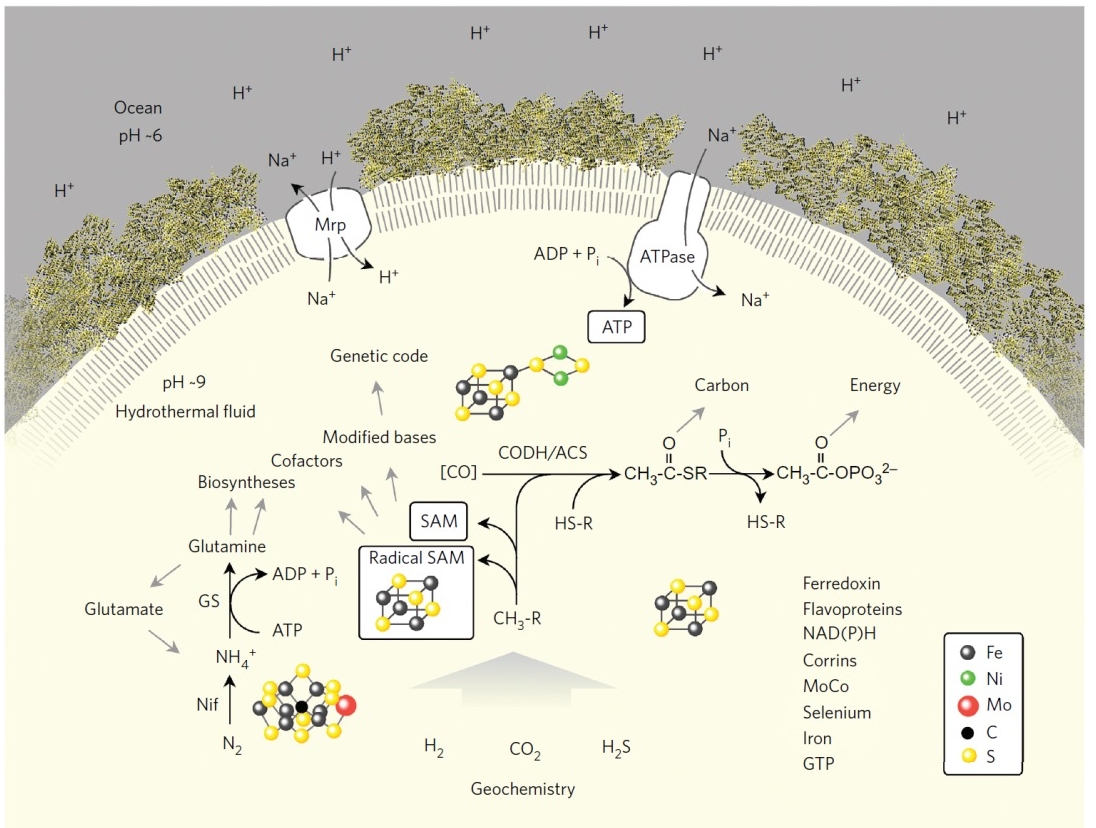 H⁺
H⁺
H⁺
H⁺
H⁺
H⁺
H⁺
H⁺
Ocean
pH ~6
Na⁺
H⁺
Mrp
Na⁺
H⁺
Na⁺
ADP + Pᵢ
ATPase
Na⁺
ATP
pH ~9
Hydrothermal fluid
Genetic code
Modified bases
Cofactors
Biosyntheses
Glutamine
Glutamate
GS
ADP + Pᵢ
ATP
NH₄⁺
Nif
N₂
[CO]
CODH/ACS
HS-R
SAM
Radical SAM
CH₃-R
Carbon
O
CH₃-C-SR
Pᵢ
HS-R
Energy
O
CH₃-C-OPO₃²⁻
H₂
CO₂
H₂S
Geochemistry
Ferredoxin
Flavoproteins
NAD(P)H
Corrins
MoCo
Selenium
Iron
GTP
Fe
Ni
Mo
C
S